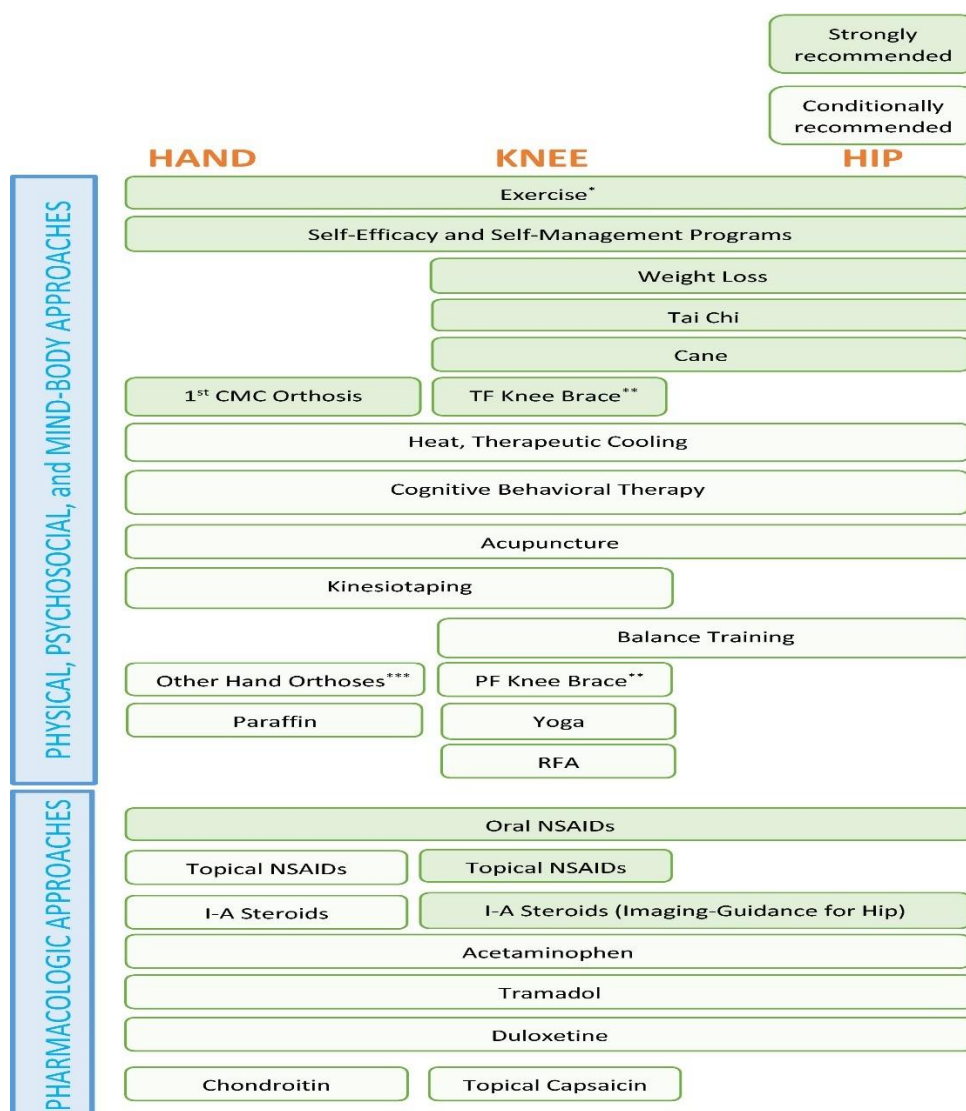 Strongly
recommended
Conditionally
recommended
HAND
KNEE
HIP
PHYSICAL, PSYCHOSOCIAL, and MIND-BODY APPROACHES
Exercise*
Self-Efficacy and Self-Management Programs
Weight Loss
Tai Chi
Cane
1st CMC Orthosis
TF Knee Brace**
Heat, Therapeutic Cooling
Cognitive Behavioral Therapy
Acupuncture
Kinesiotaping
Balance Training
Other Hand Orthoses***
PF Knee Brace**
Paraffin
Yoga
RFA
PHARMACOLOGIC APPROACHES
Oral NSAIDs
Topical NSAIDs
Topical NSAIDs
I-A Steroids
I-A Steroids (Imaging-Guidance for Hip)
Acetaminophen
Tramadol
Duloxetine
Chondroitin
Topical Capsaicin